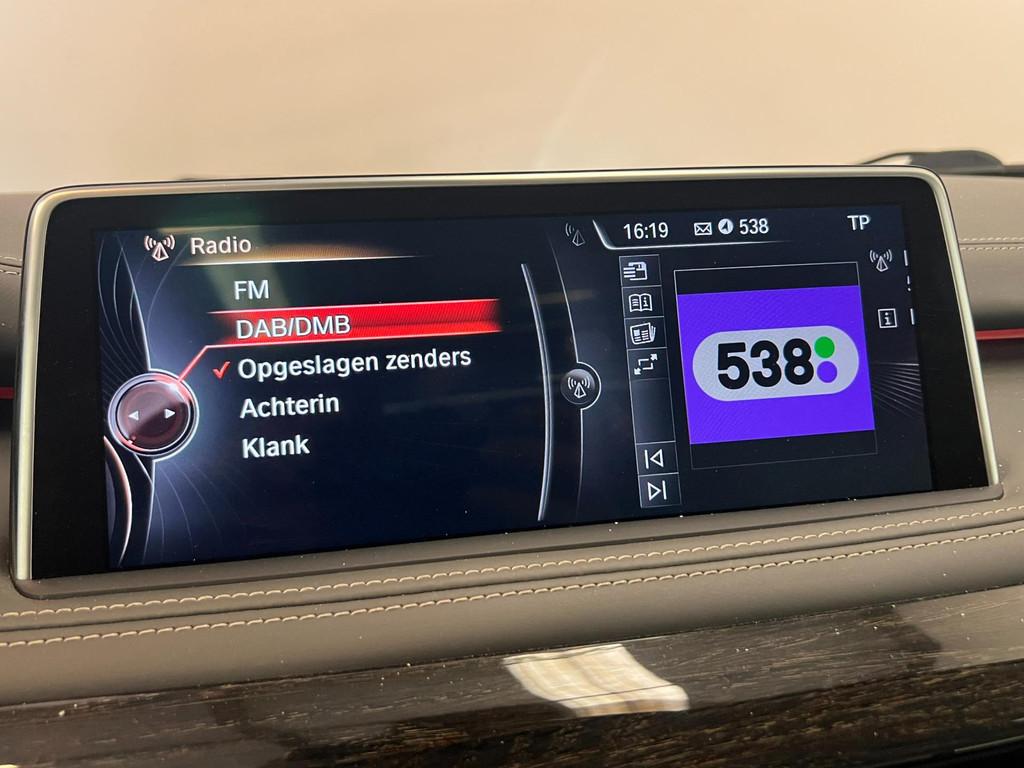 Radio
FM
DAB/DMB
Opgeslagen zenders
Achterin
Klank
16:19 538 TP
538